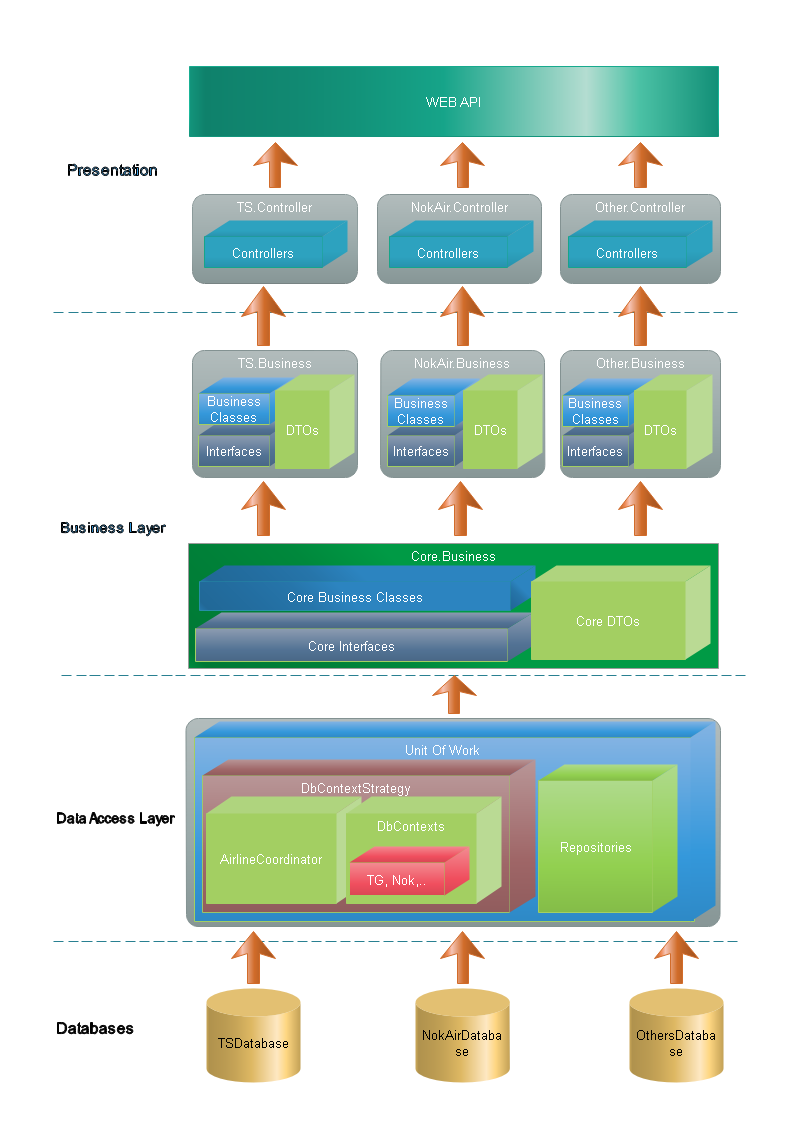 WEB API
Presentation
TS.Controller
NokAir.Controller
Other.Controller
Controllers
Controllers
Controllers
TS.Business
NokAir.Business
Other.Business
Business
Classes
DTOs
Interfaces
Business
Classes
DTOs
Interfaces
Business
Classes
DTOs
Interfaces
Business Layer
Core.Business
Core Business Classes
Core DTOs
Core Interfaces
Unit Of Work
DbContextStrategy
Data Access Layer
DbContexts
AirlineCoordinator
Repositories
TG, Nok,..
Databases
TSDatabase
NokAirDataba
se
OthersDataba
se